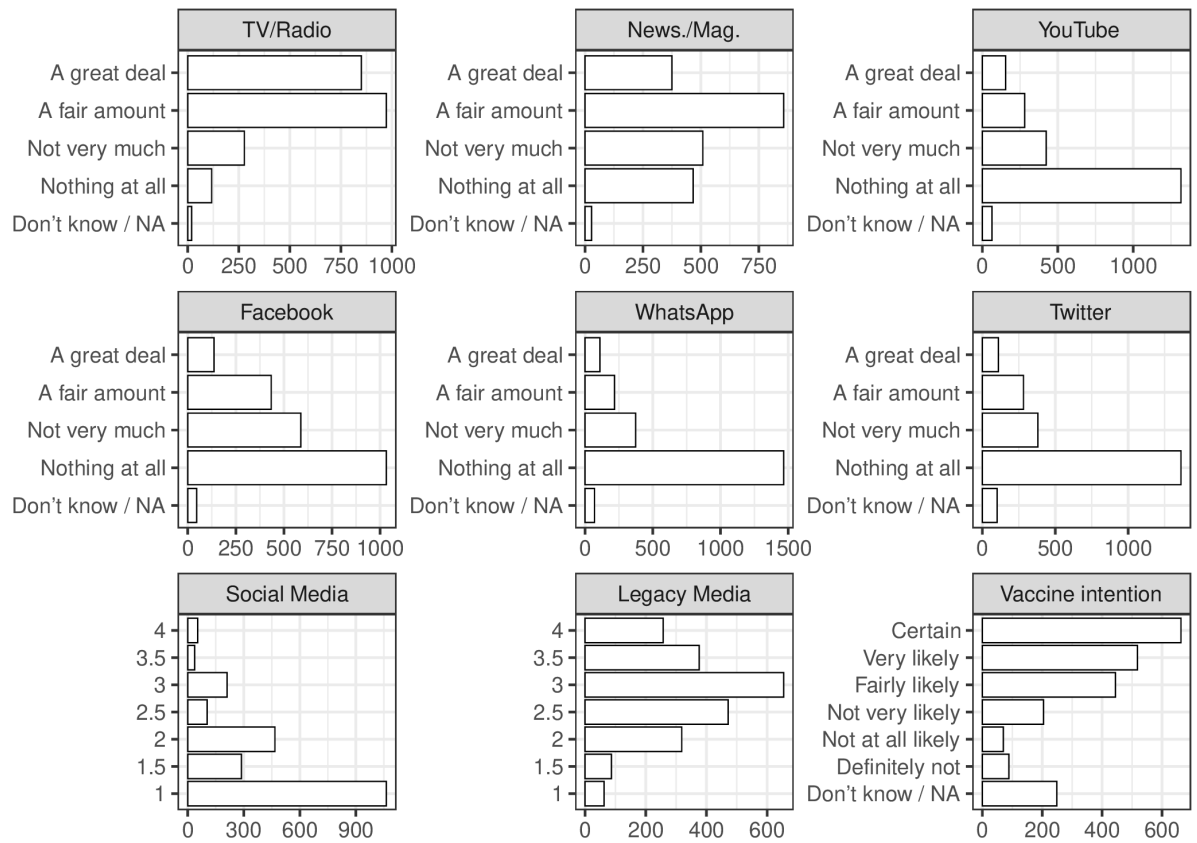 TV/Radio
A great deal
A fair amount
Not very much
Nothing at all
Don't know / NA
0 250 500 750 1000
News./Mag.
A great deal
A fair amount
Not very much
Nothing at all
Don't know / NA
0 250 500 750
YouTube
A great deal
A fair amount
Not very much
Nothing at all
Don't know / NA
0 500 1000
Facebook
A great deal
A fair amount
Not very much
Nothing at all
Don't know / NA
0 250 500 750 1000
WhatsApp
A great deal
A fair amount
Not very much
Nothing at all
Don't know / NA
0 500 1000 1500
Twitter
A great deal
A fair amount
Not very much
Nothing at all
Don't know / NA
0 500 1000
Social Media
4
3.5
3
2.5
2
1.5
1
0 300 600 900
Legacy Media
4
3.5
3
2.5
2
1.5
1
0 200 400 600
Vaccine intention
Certain
Very likely
Fairly likely
Not very likely
Not at all likely
Definitely not
Don't know / NA
0 200 400 600